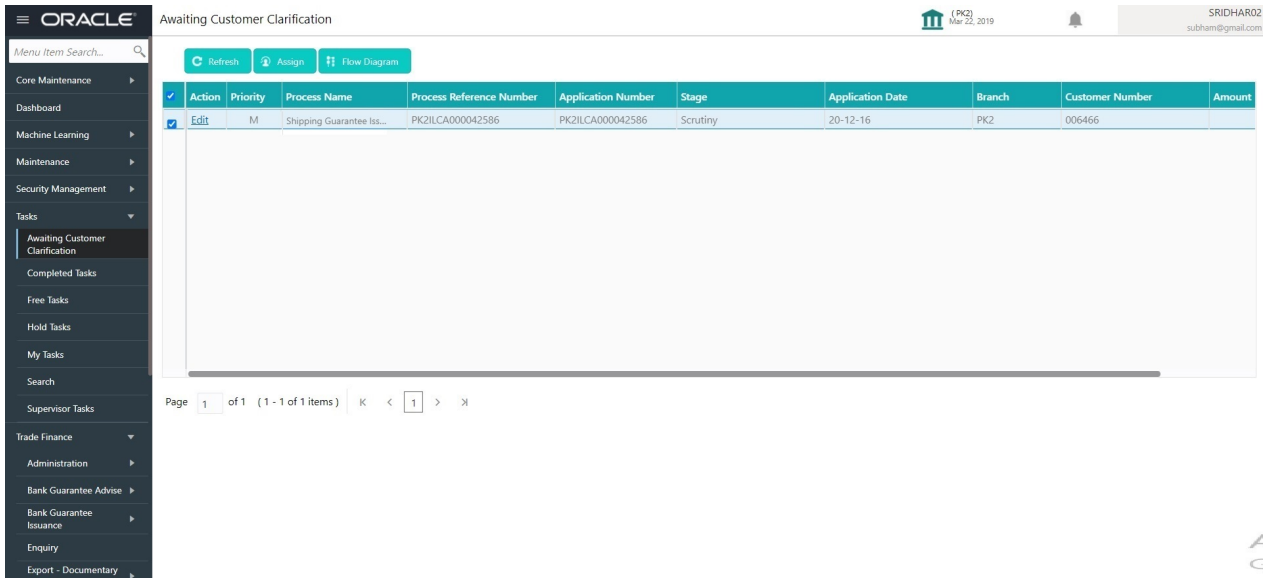 ORACLE
Awaiting Customer Clarification
( PK2)
Mar 22, 2019
SRIDHAR02
subham@gmail.com
Menu Item Search...
Core Maintenance
Dashboard
Machine Learning
Maintenance
Security Management
Tasks
Awaiting Customer
Clarification
Completed Tasks
Free Tasks
Hold Tasks
My Tasks
Search
Supervisor Tasks
Trade Finance
Administration
Bank Guarantee Advise
Bank Guarantee
Issuance
Enquiry
Export - Documentary
Refresh Assign Flow Diagram
Action Priority Process Name Process Reference Number Application Number Stage Application Date Branch Customer Number Amount
Edit M Shipping Guarantee Iss... PK2ILCA000042586 PK2ILCA000042586 Scrutiny 20-12-16 PK2 006466
Page 1 of 1 ( 1 - 1 of 1 items ) K < 1 > >|